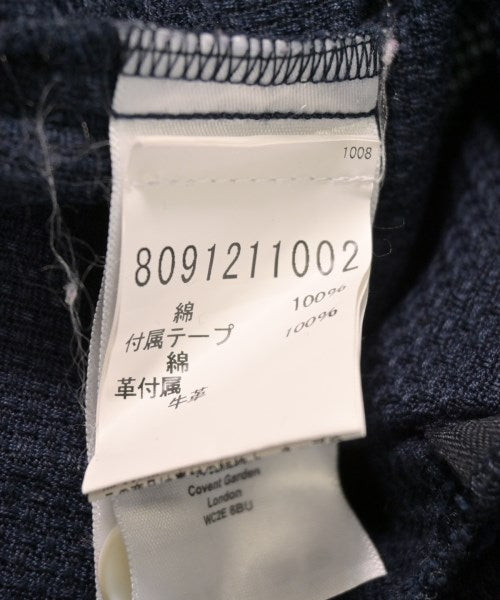 1008
8091211002
綿 100%
付属テープ
綿 100%
革付属
牛革
Covent Garden
London
WC2E 8BU